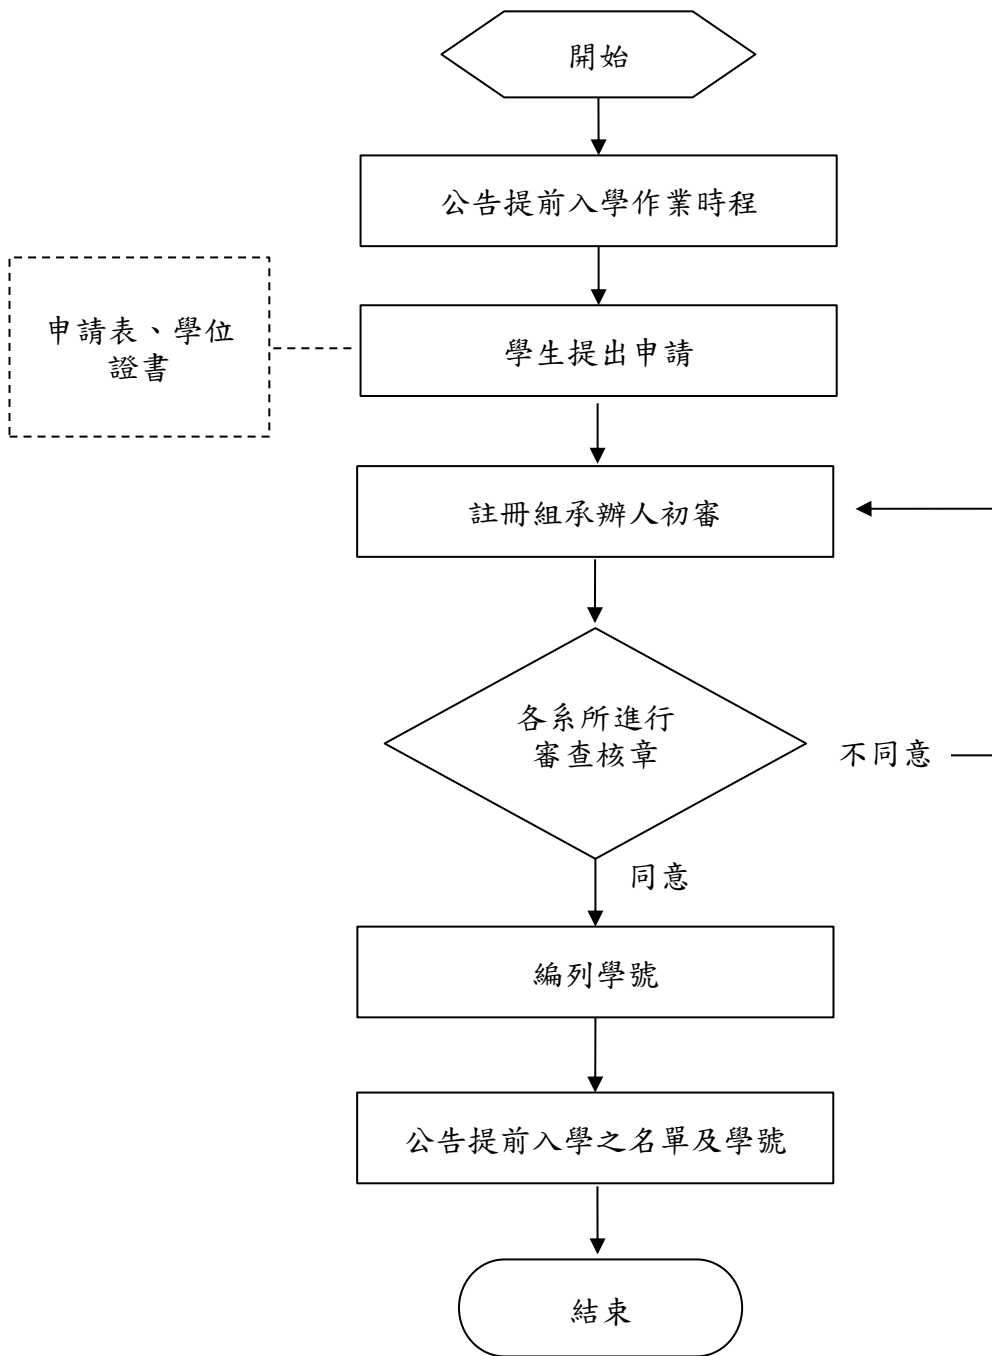 開始
公告提前入學作業時程
申請表、學位
證書
學生提出申請
註冊組承辦人初審
各系所進行
審查核章
不同意
同意
編列學號
公告提前入學之名單及學號
結束